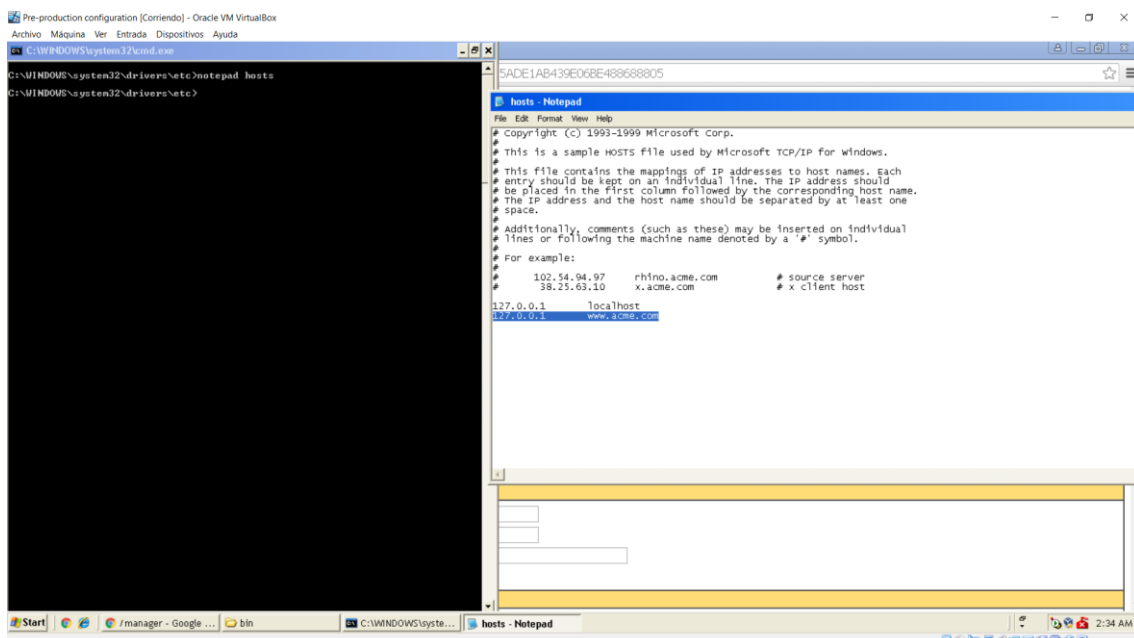 Pre-production configuration [Corriendo] - Oracle VM VirtualBox
Archivo Máquina Ver Entrada Dispositivos Ayuda
C:\WINDOWS\system32\cmd.exe
C:\WINDOWS\system32\drivers\etc>notepad hosts
C:\WINDOWS\system32\drivers\etc>
5ADE1AB439E06BE488688805
hosts - Notepad
File Edit Format View Help
# Copyright (c) 1993-1999 Microsoft Corp.
#
# This is a sample HOSTS file used by Microsoft TCP/IP for Windows.
#
# This file contains the mappings of IP addresses to host names. Each
# entry should be kept on an individual line. The IP address should
# be placed in the first column followed by the corresponding host name.
# The IP address and the host name should be separated by at least one
# space.
#
# Additionally, comments (such as these) may be inserted on individual
# lines or following the machine name denoted by a '#' symbol.
#
# For example:
#
# 102.54.94.97 rhino.acme.com # source server
# 38.25.63.10 x.acme.com # x client host
127.0.0.1 localhost
127.0.0.1 www.acme.com
Start
/manager - Google ...
bin
C:\WINDOWS\syste...
hosts - Notepad
2:34 AM